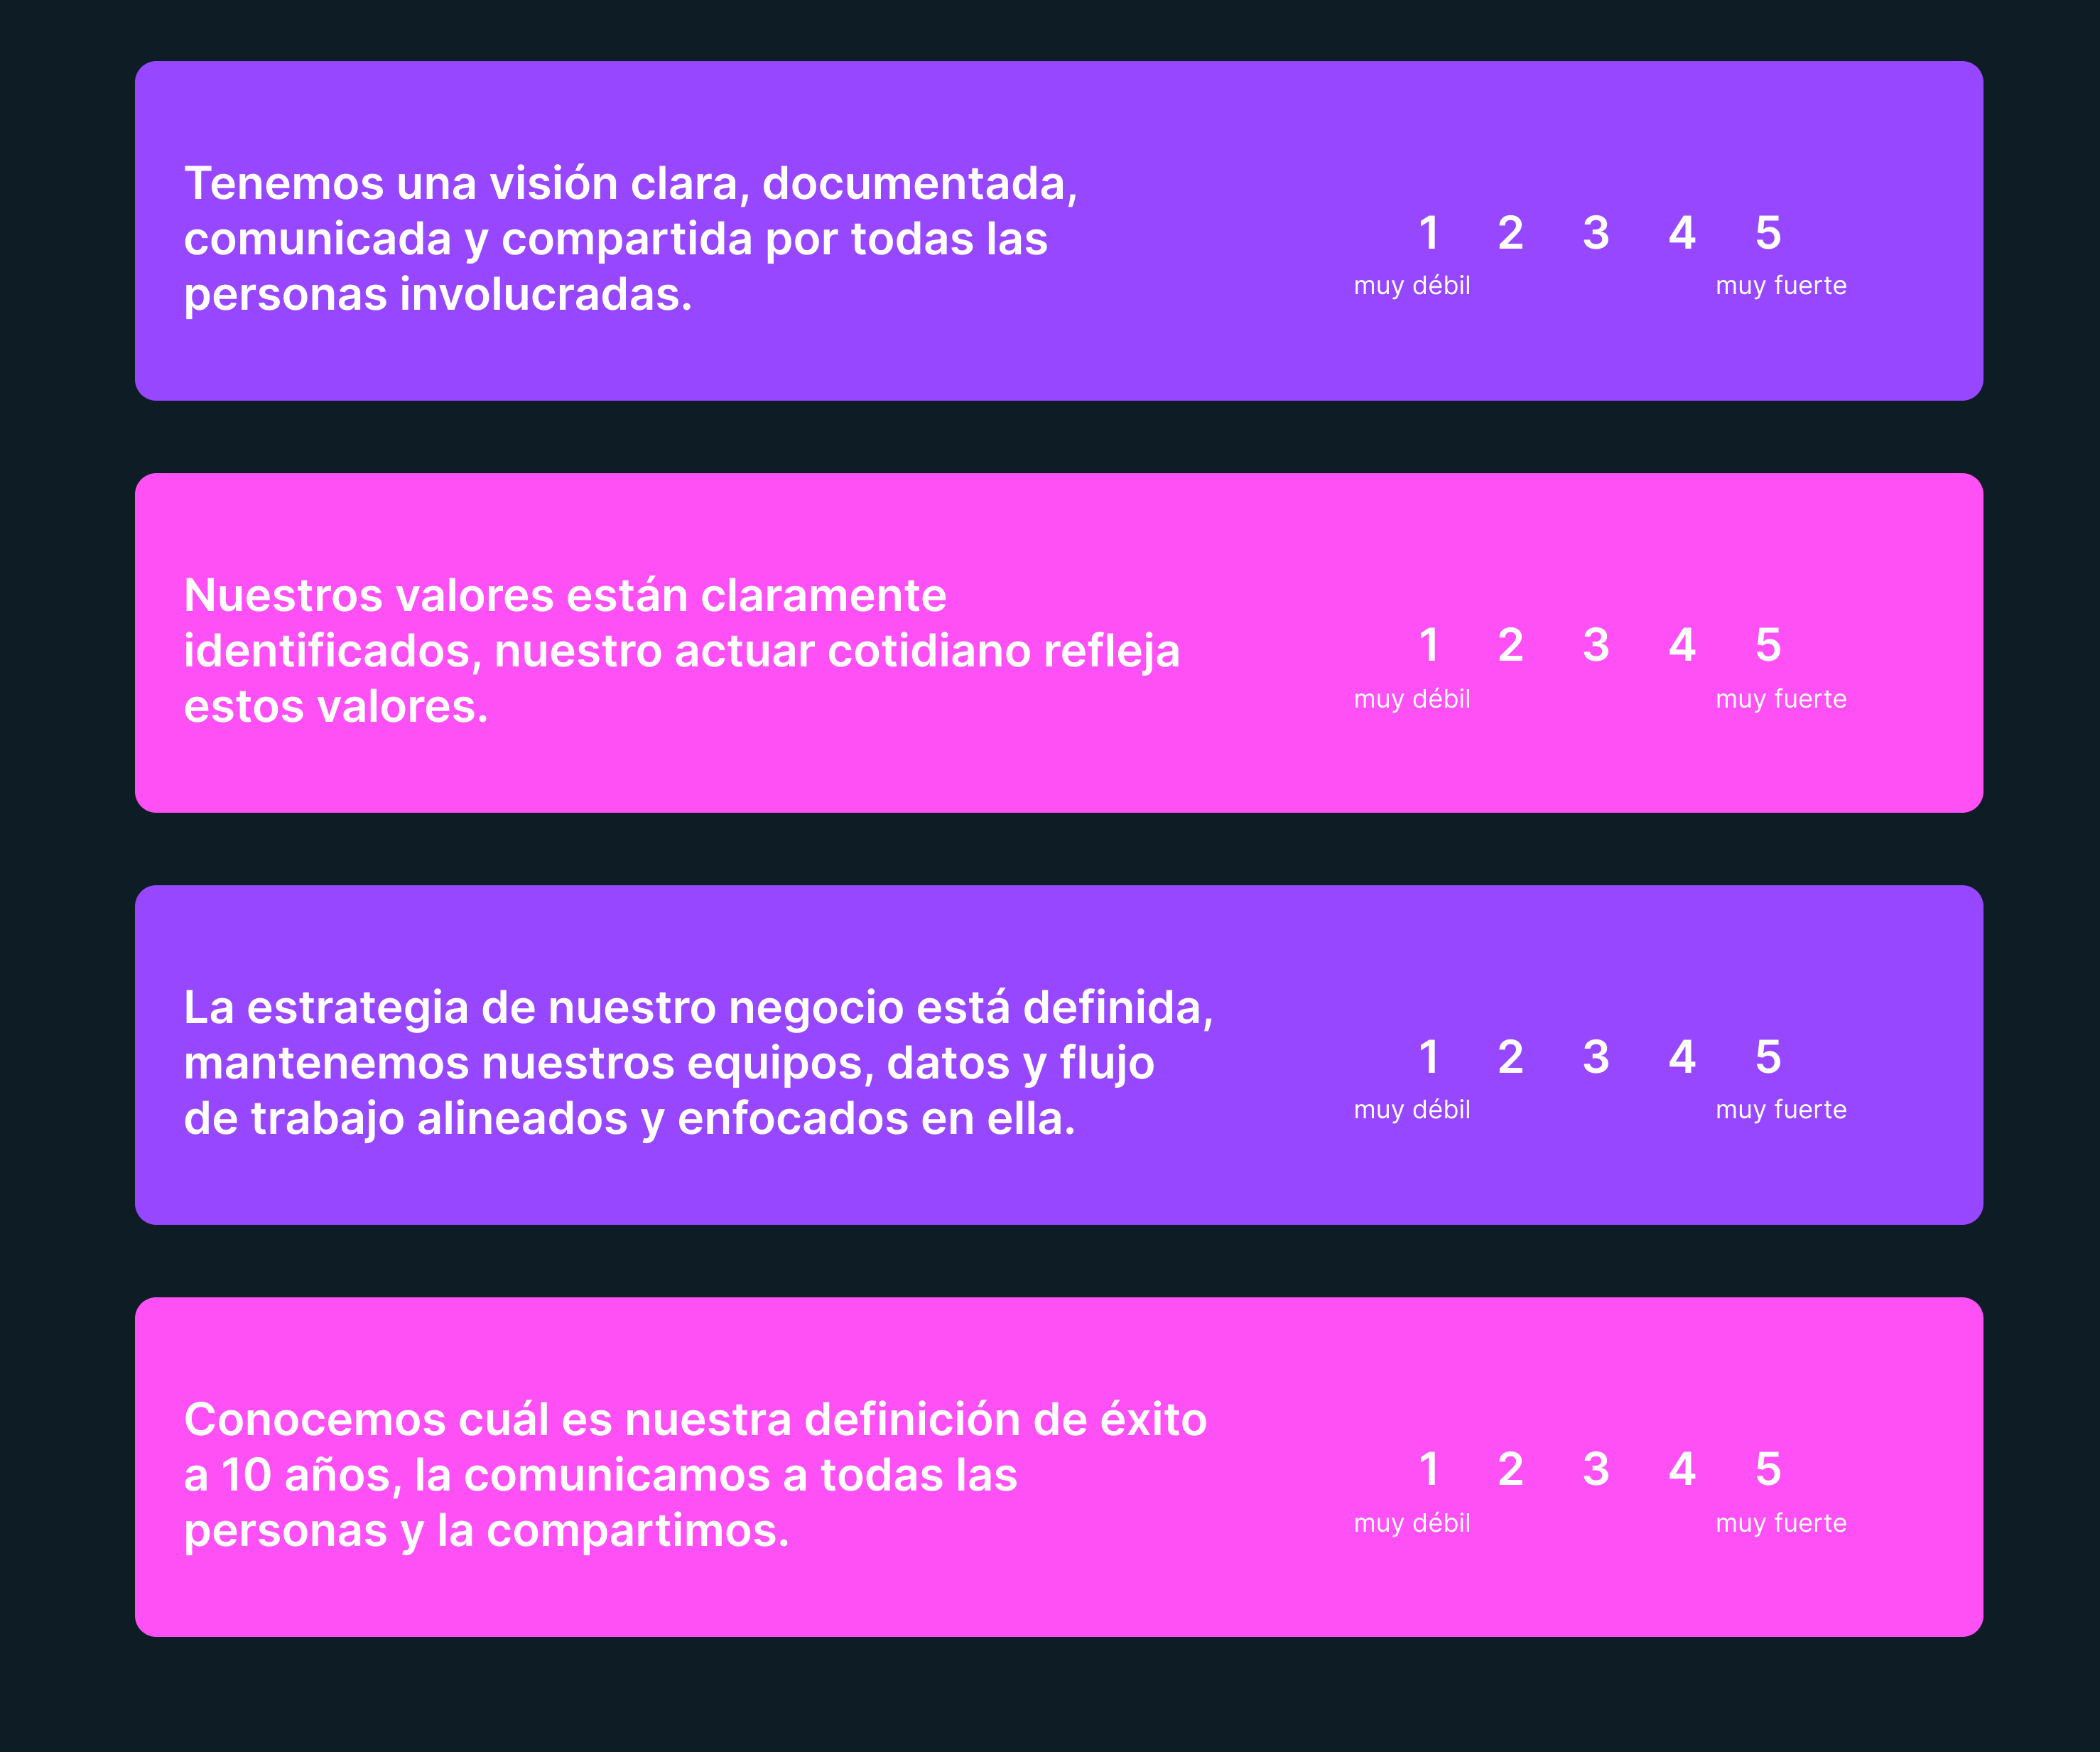 Tenemos una visión clara, documentada,
comunicada y compartida por todas las
personas involucradas.
1 2 3 4 5
muy débil muy fuerte
Nuestros valores están claramente
identificados, nuestro actuar cotidiano refleja
estos valores.
1 2 3 4 5
muy débil muy fuerte
La estrategia de nuestro negocio está definida,
mantenemos nuestros equipos, datos y flujo
de trabajo alineados y enfocados en ella.
1 2 3 4 5
muy débil muy fuerte
Conocemos cuál es nuestra definición de éxito
a 10 años, la comunicamos a todas las
personas y la compartimos.
1 2 3 4 5
muy débil muy fuerte